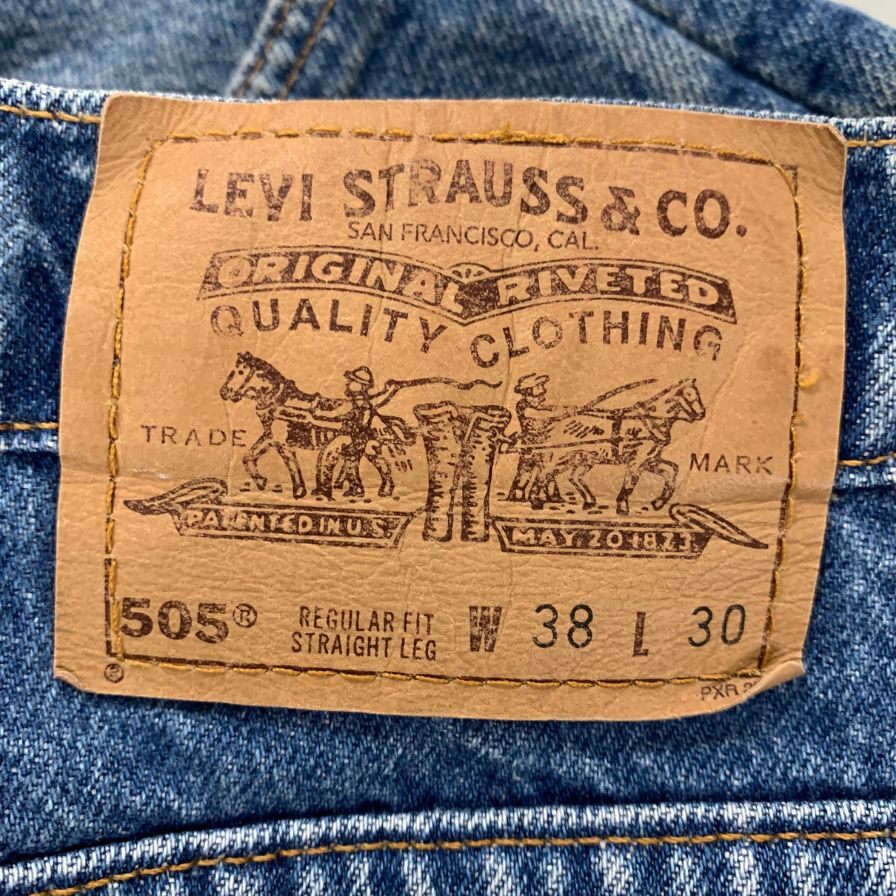 LEVI STRAUSS & CO.
SAN FRANCISCO, CAL.
ORIGINAL RIVETED
QUALITY CLOTHING
TRADE MARK
PATENTED IN U.S. MAY 20 1873
505® REGULAR FIT W 38 L 30
STRAIGHT LEG
®
PXR